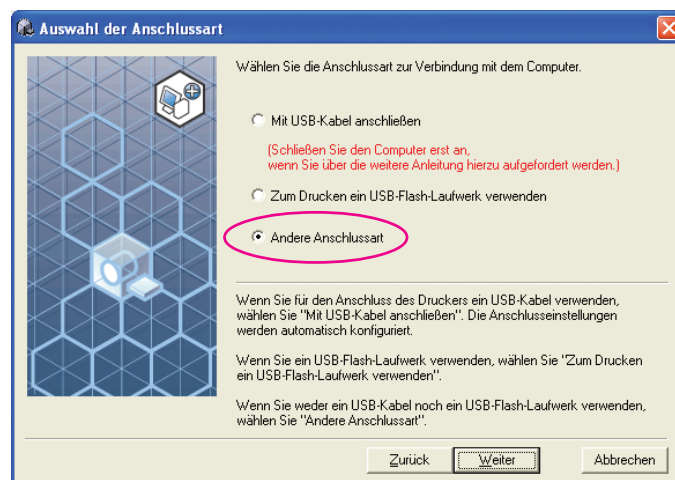 Auswahl der Anschlussart
Wählen Sie die Anschlussart zur Verbindung mit dem Computer.
Mit USB-Kabel anschließen
(Schließen Sie den Computer erst an,
wenn Sie über die weitere Anleitung hierzu aufgefordert werden.)
Zum Drucken ein USB-Flash-Laufwerk verwenden
Andere Anschlussart
Wenn Sie für den Anschluss des Druckers ein USB-Kabel verwenden,
wählen Sie "Mit USB-Kabel anschließen". Die Anschlusseinstellungen
werden automatisch konfiguriert.
Wenn Sie ein USB-Flash-Laufwerk verwenden, wählen Sie "Zum Drucken
ein USB-Flash-Laufwerk verwenden".
Wenn Sie weder ein USB-Kabel noch ein USB-Flash-Laufwerk verwenden,
wählen Sie "Andere Anschlussart".
Zurück Weiter Abbrechen